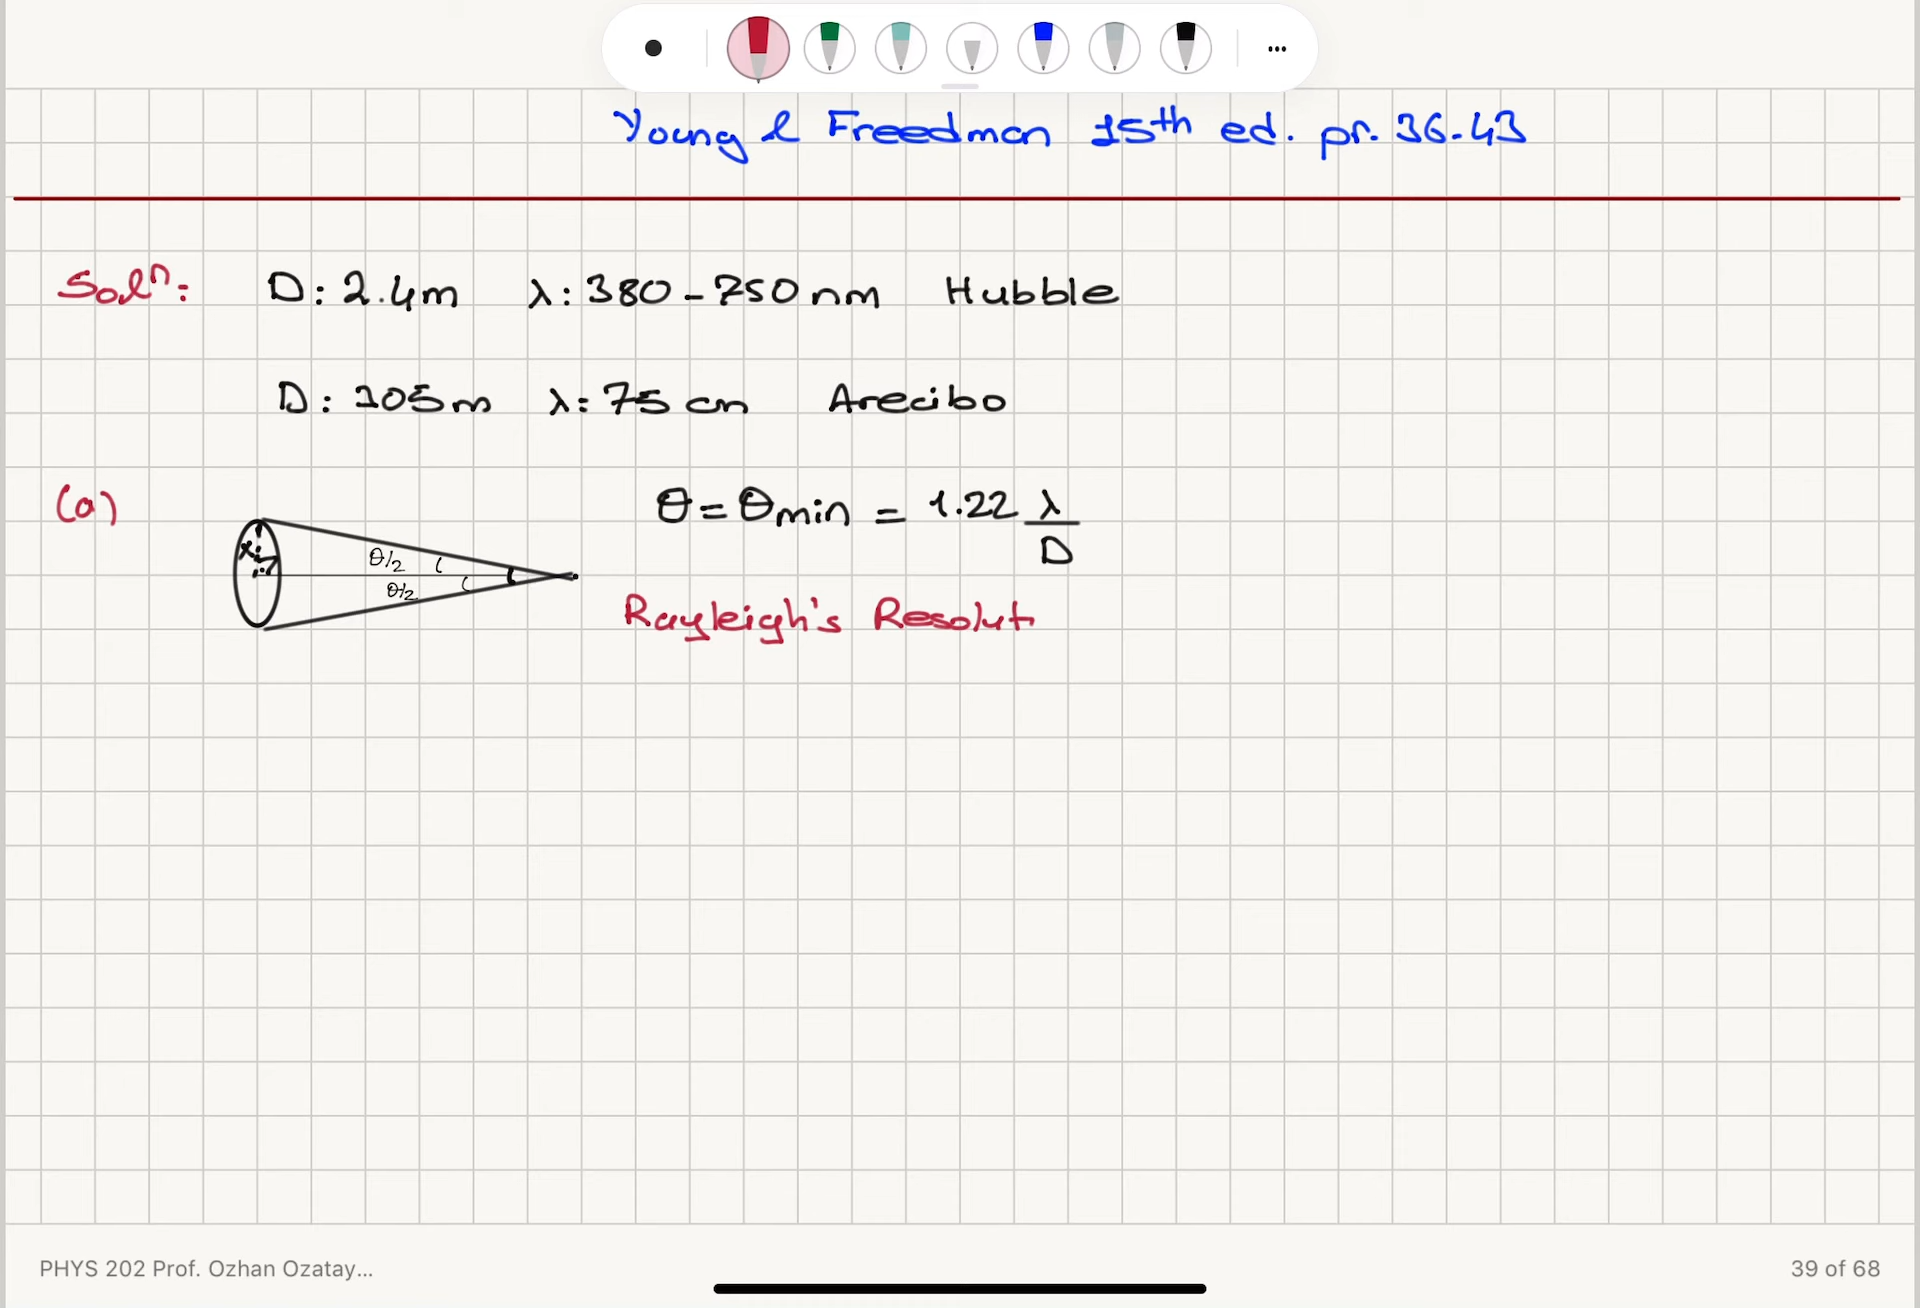 Young & Freedman 15th ed. pr. 36-43
Solⁿ: D: 2.4m λ: 380-750 nm Hubble
D: 305m λ: 75 cm Arecibo
(a)
θ = θmin = 1.22 λ/D
θ/2
θ/2
Rayleigh's Resolut
PHYS 202 Prof. Ozhan Ozatay...
39 of 68